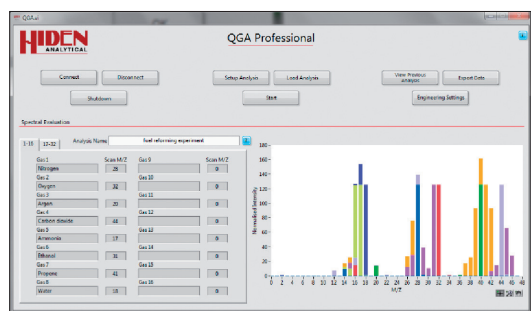 QGA.vi
HIDEN
ANALYTICAL
QGA Professional
Connect
Disconnect
Setup Analysis
Load Analysis
View Previous
Analysis
Export Data
Shutdown
Start
Engineering Settings
Spectral Evaluation
1-16
17-32
Analysis Name
fuel reforming experiment
Gas 1 Scan M/Z Gas 9 Scan M/Z
Nitrogen 28 0
Gas 2 Gas 10
Oxygen 32 0
Gas 3 Gas 11
Argon 20 0
Gas 4 Gas 12
Carbon dioxide 44 0
Gas 5 Gas 13
Ammonia 17 0
Gas 6 Gas 14
Ethanol 31 0
Gas 7 Gas 15
Propane 41 0
Gas 8 Gas 16
Water 18 0
Normalised Intensity
180
160
140
120
100
80
60
40
20
0
0 2 4 6 8 10 12 14 16 18 20 22 24 26 28 30 32 34 36 38 40 42 44 46 48
M/Z